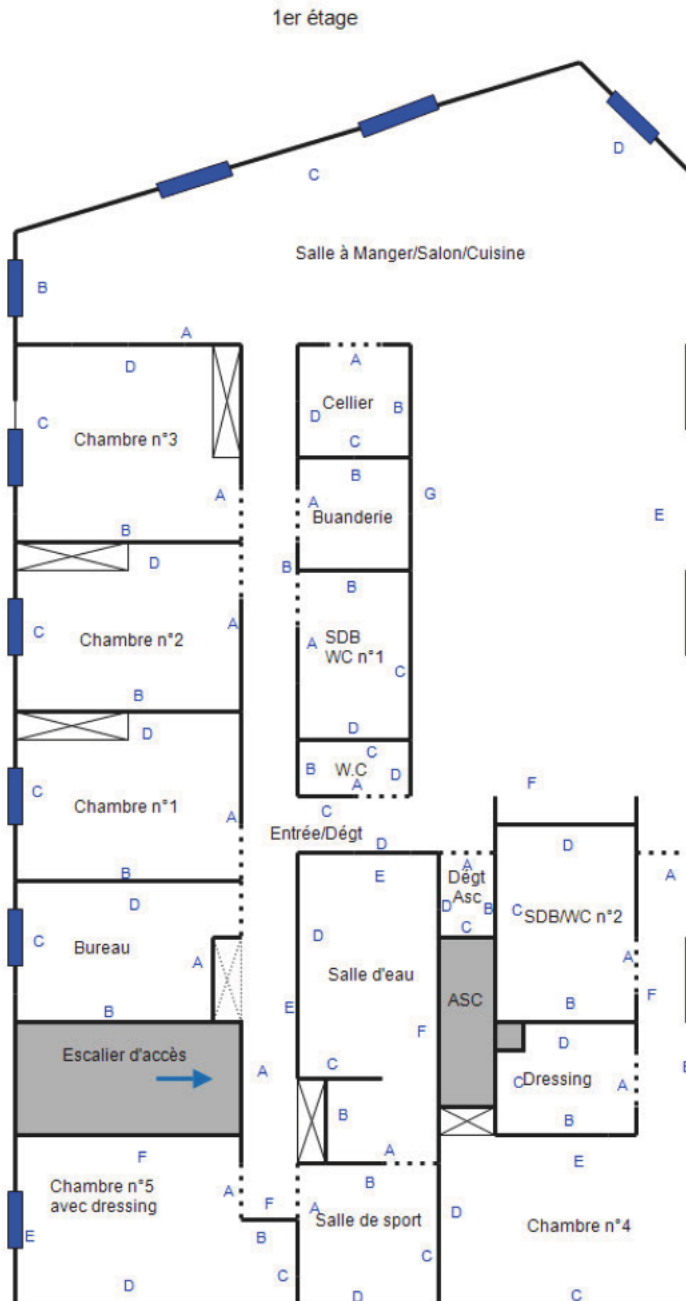 1er étage
C
D
Salle à Manger/Salon/Cuisine
B
A
D
A
C
Cellier
D
B
Chambre n°3
C
B
A
A
G
Buanderie
E
B
D
B
B
C
Chambre n°2
A
A
SDB
WC n°1
C
B
D
D
C
B
W.C
D
C
A
F
Chambre n°1
A
C
Entrée/Dégt
D
D
B
E
A
Dégt
Asc
A
D
D
B
C
SDB/WC n°2
C
D
C
Bureau
A
Salle d'eau
A
E
ASC
F
B
B
F
Escalier d'accès
D
A
C
Dressing
C
A
B
B
A
F
B
E
Chambre n°5
avec dressing
A
F
A
Salle de sport
D
Chambre n°4
E
B
C
C
D
D
C